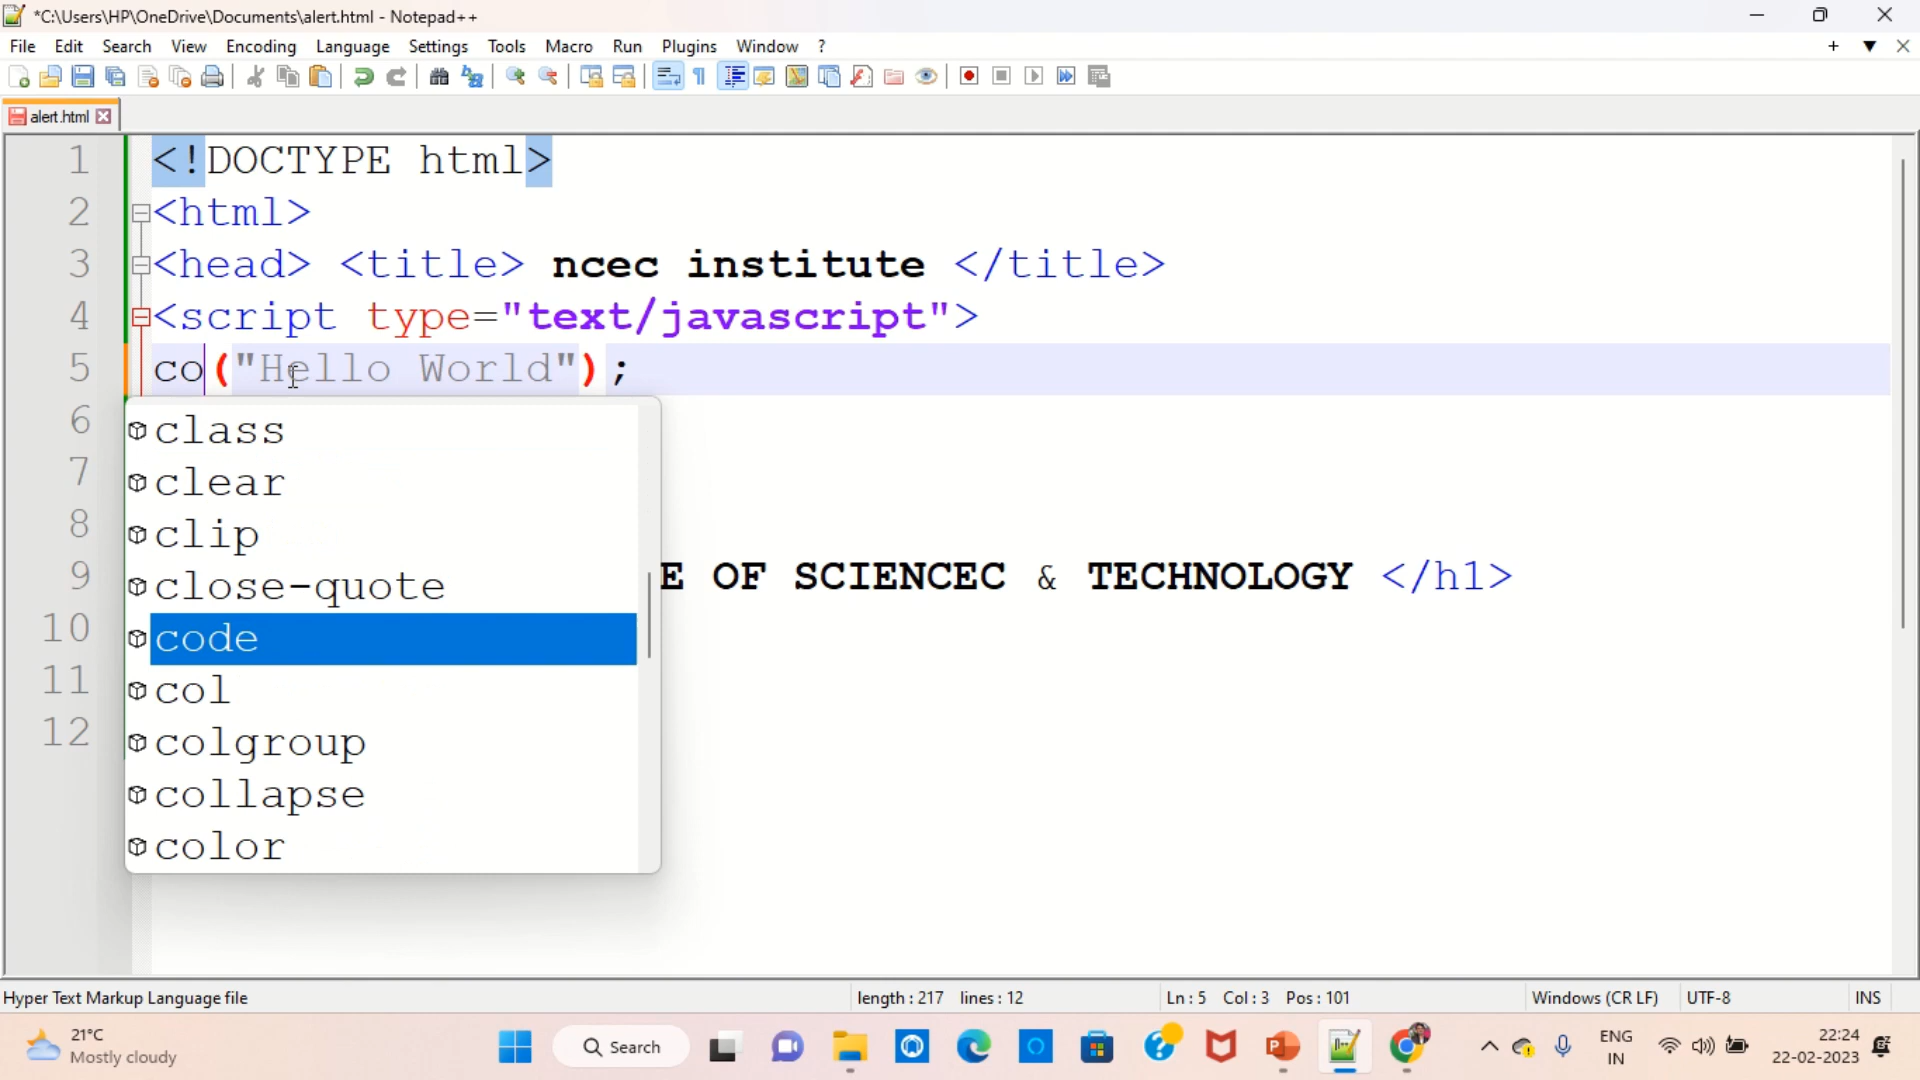 *C:\Users\HP\OneDrive\Documents\alert.html - Notepad++
File Edit Search View Encoding Language Settings Tools Macro Run Plugins Window ?
alert.html
1 <!DOCTYPE html>
2 <html>
3 <head> <title> ncec institute </title>
4 <script type="text/javascript">
5 co("Hello World");
6
7 class
8 clear
clip
9 E OF SCIENCEC & TECHNOLOGY </h1>
close-quote
10 code
11 col
12 colgroup
collapse
color
Hyper Text Markup Language file length : 217 lines : 12 Ln : 5 Col : 3 Pos : 101 Windows (CR LF) UTF-8 INS
21°C
Mostly cloudy
Search
ENG
IN
22:24
22-02-2023